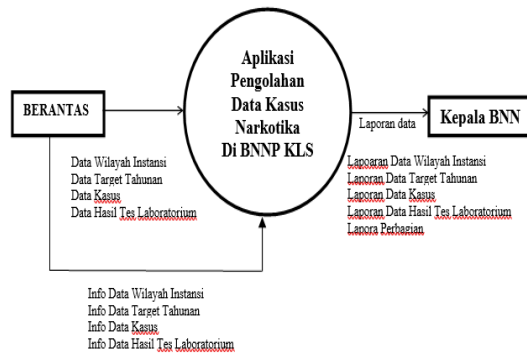 Aplikasi
Pengolahan
Data Kasus
Narkotika
Di BNNP KLS
BERANTAS
Laporan data
Kepala BNN
Data Wilayah Instansi
Data Target Tahunan
Data Kasus
Data Hasil Tes Laboratorium
Lapoaran Data Wilayah Instansi
Laporan Data Target Tahunan
Laporan Data Kasus
Laporan Data Hasil Tes Laboratorium
Lapora Perbagian
Info Data Wilayah Instansi
Info Data Target Tahunan
Info Data Kasus
Info Data Hasil Tes Laboratorium